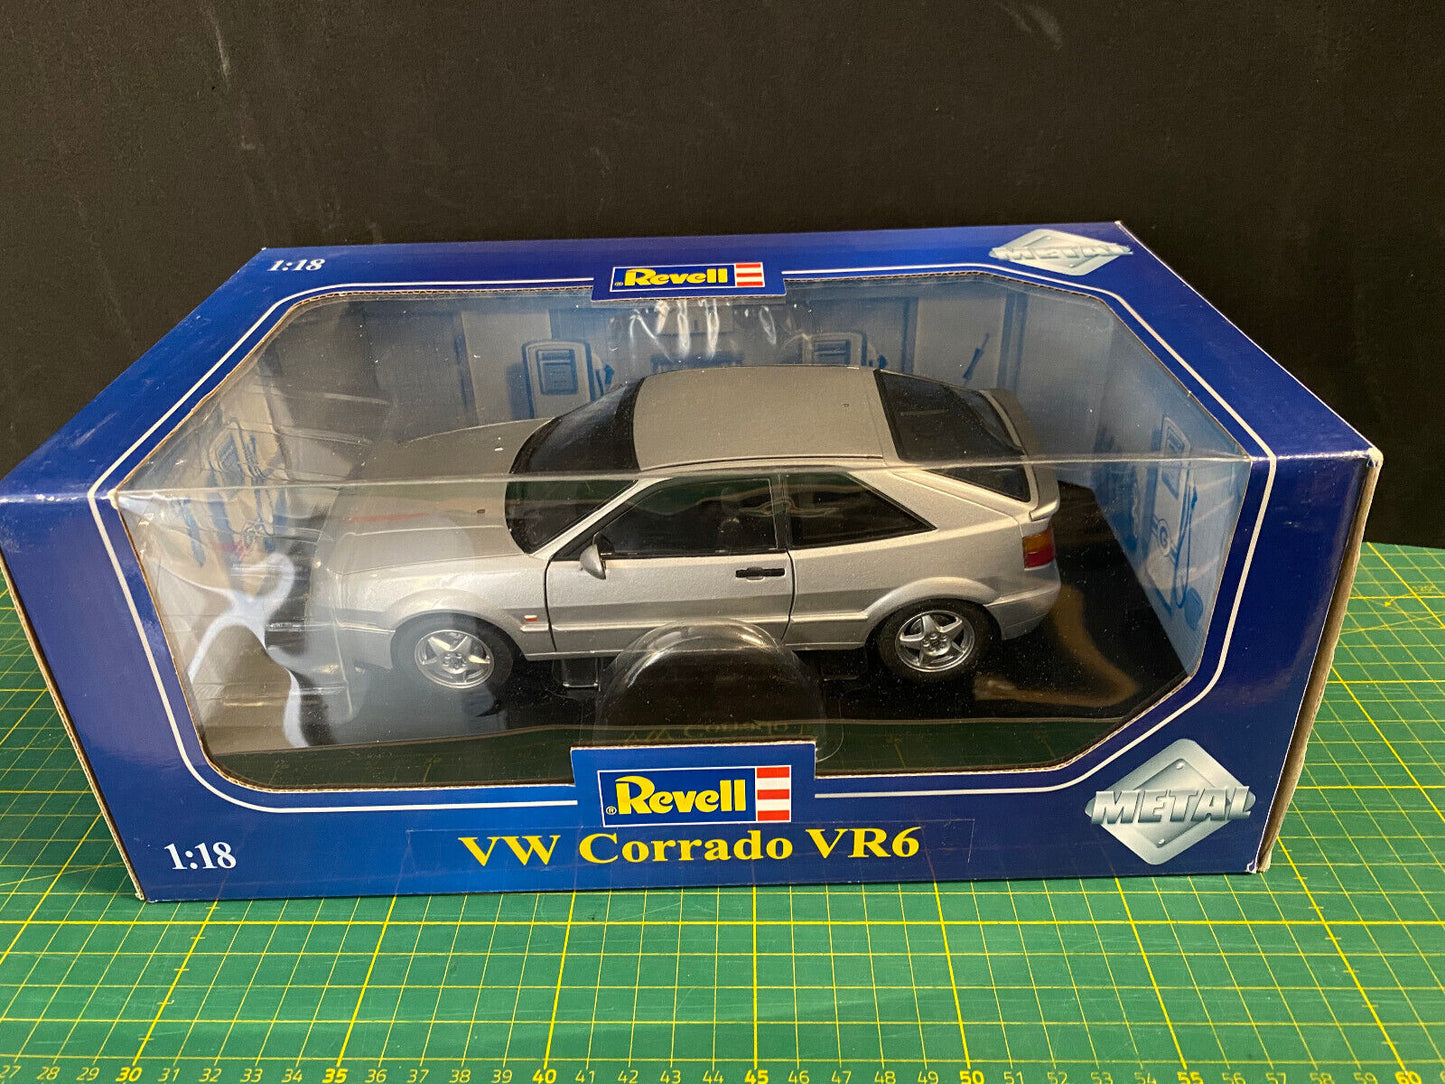 1:18
® Revell
METAL
® Revell
VW Corrado VR6
1:18
METAL
27 28 29 30 31 32 33 34 35 36 37 38 39 40 41 42 43 44 45 46 47 48 49 50 51 52 53 54 55 56 57 58 59 60 61